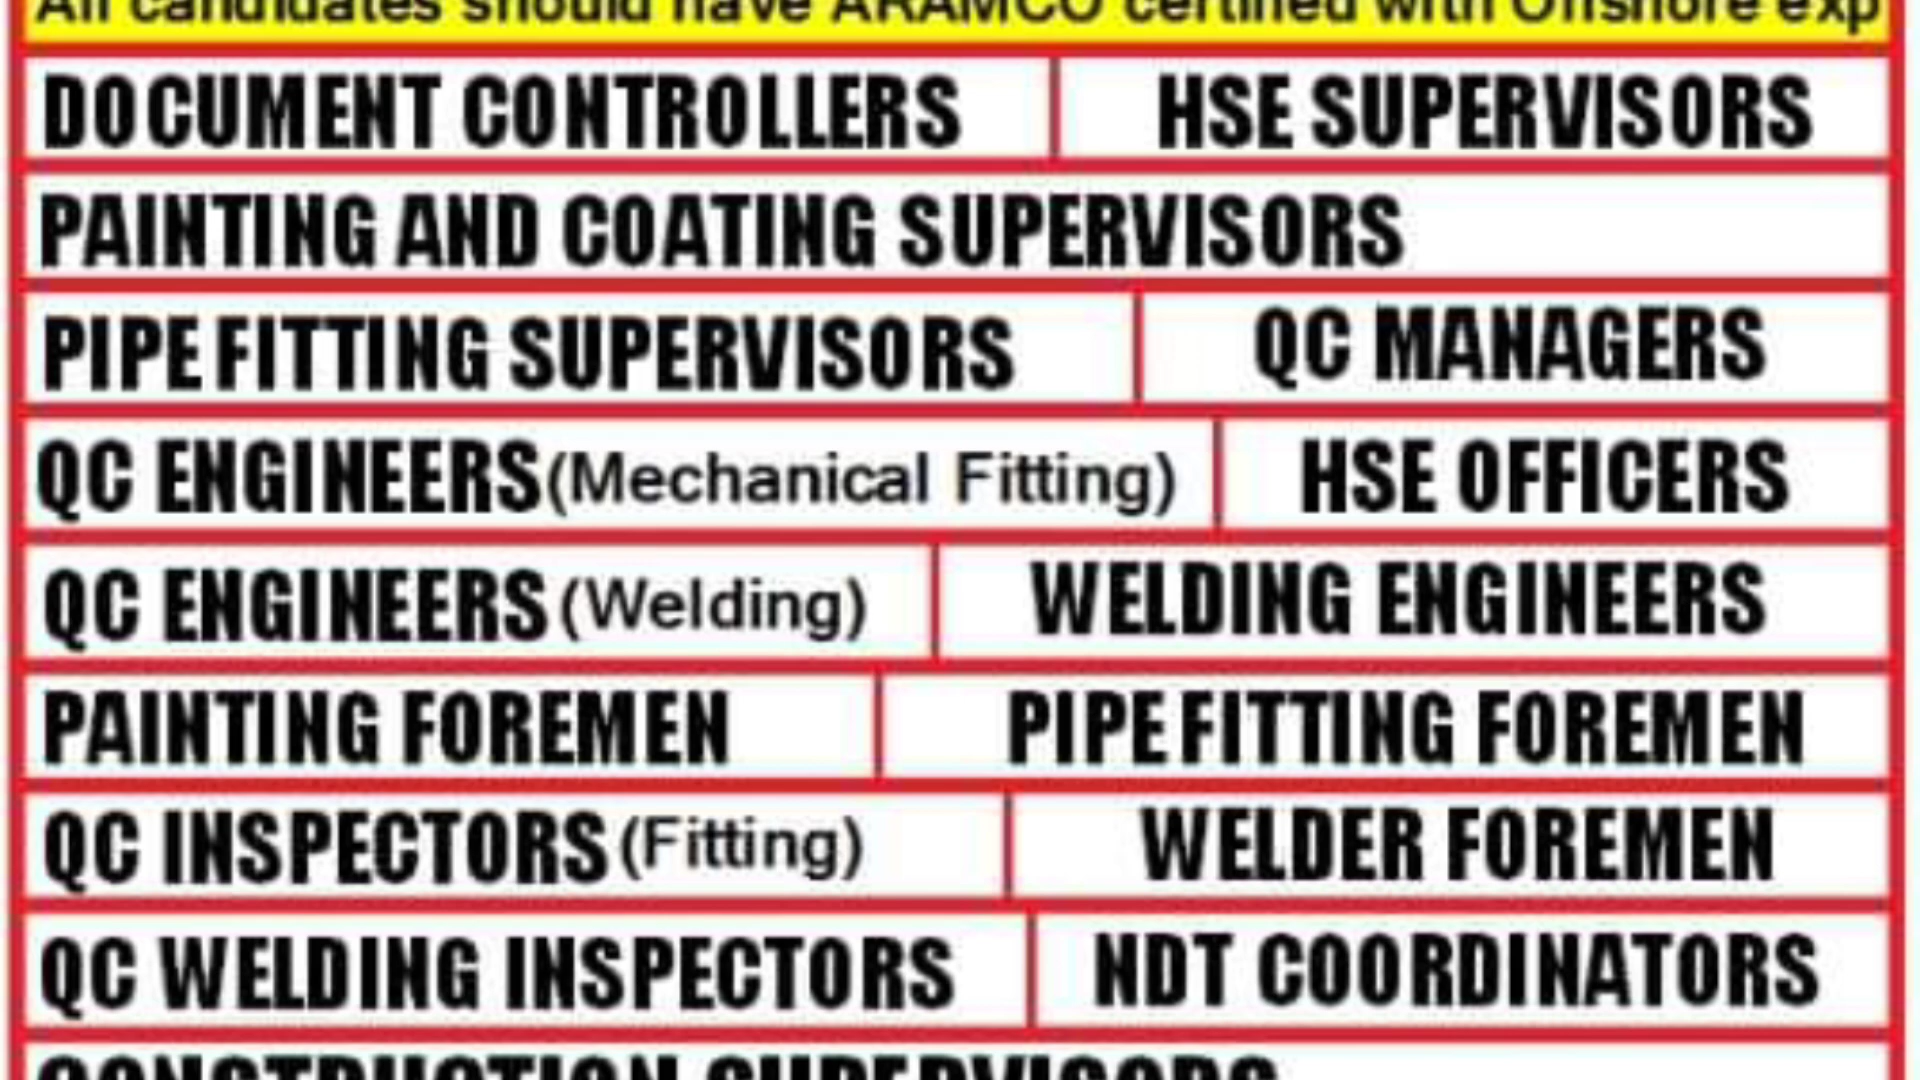 All candidates should have ARAMCO certified with Offshore exp
DOCUMENT CONTROLLERS HSE SUPERVISORS
PAINTING AND COATING SUPERVISORS
PIPE FITTING SUPERVISORS QC MANAGERS
QC ENGINEERS (Mechanical Fitting) HSE OFFICERS
QC ENGINEERS (Welding) WELDING ENGINEERS
PAINTING FOREMEN PIPE FITTING FOREMEN
QC INSPECTORS (Fitting) WELDER FOREMEN
QC WELDING INSPECTORS NDT COORDINATORS
CONSTRUCTION SUPERVISORS